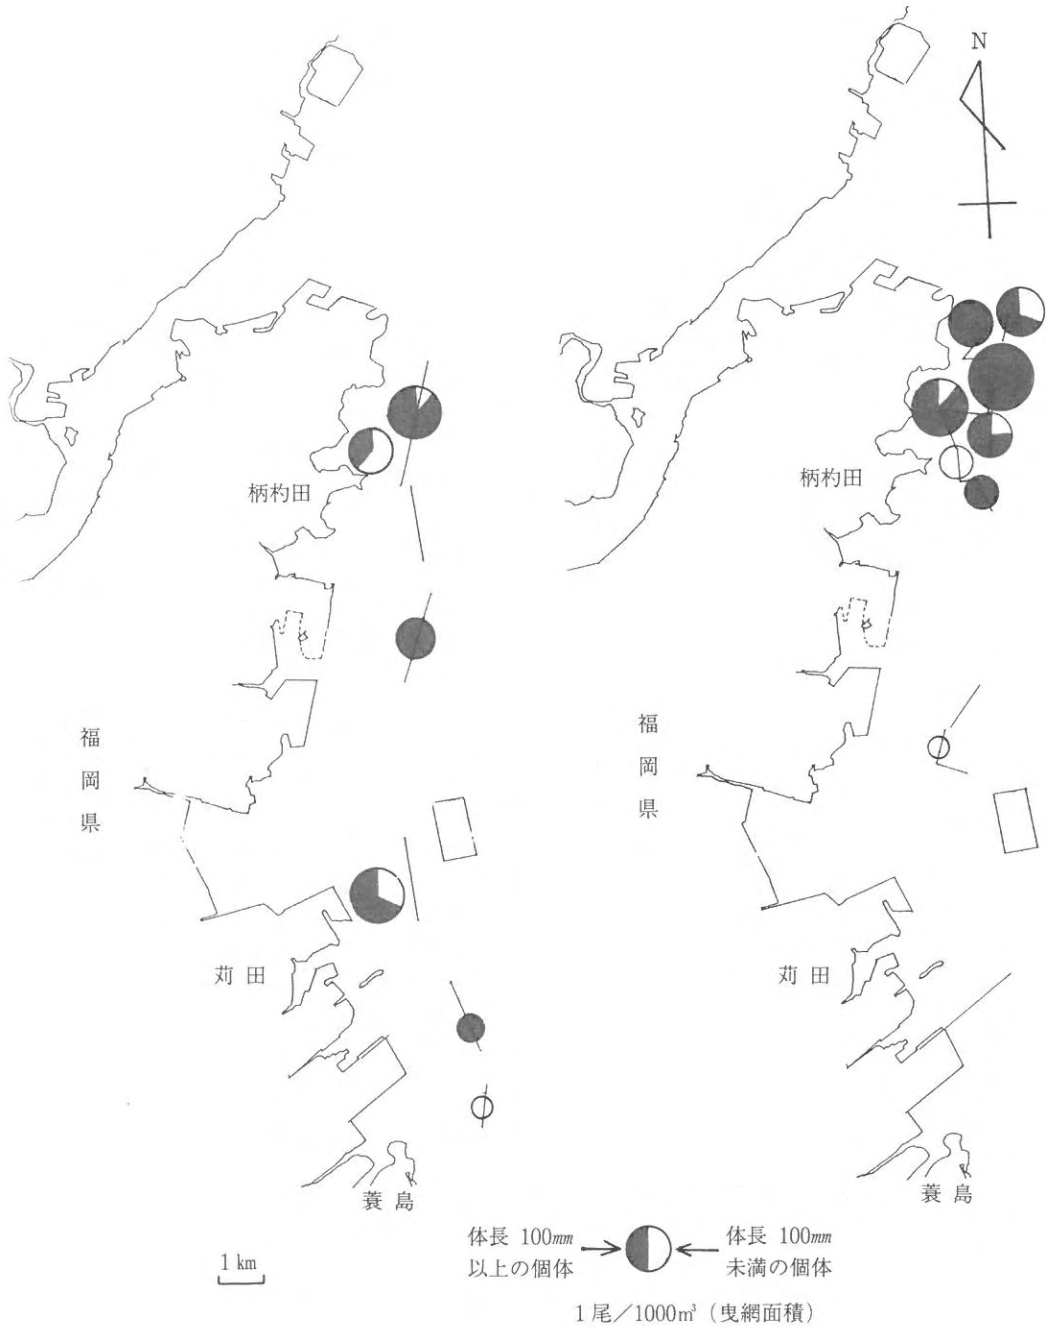 N
柄杓田
柄杓田
福岡県
福岡県
苅田
苅田
蓑島
蓑島
1 km
体長 100㎜
以上の個体
体長 100㎜
未満の個体
1尾／1000㎥（曳網面積）